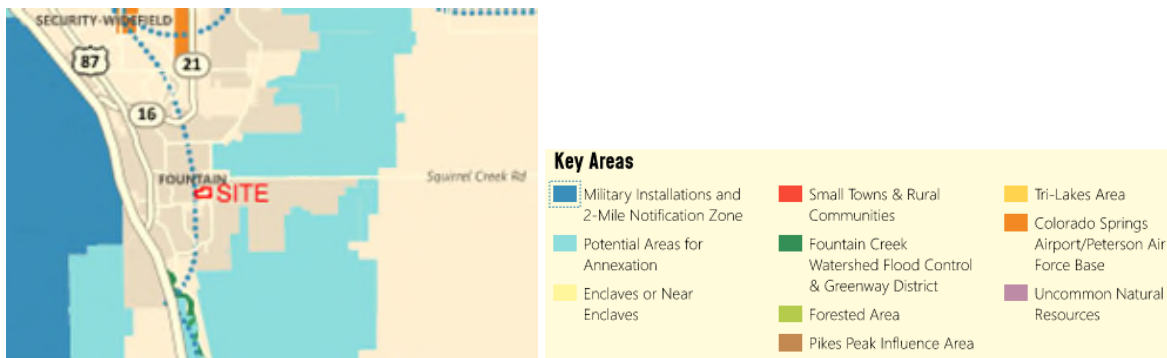 SECURITY-WIDEFIELD
87
21
16
FOUNTAIN
SITE
Squirrel Creek Rd
Key Areas
Military Installations and
2-Mile Notification Zone
Potential Areas for
Annexation
Enclaves or Near
Enclaves
Small Towns & Rural
Communities
Fountain Creek
Watershed Flood Control
& Greenway District
Forested Area
Pikes Peak Influence Area
Tri-Lakes Area
Colorado Springs
Airport/Peterson Air
Force Base
Uncommon Natural
Resources